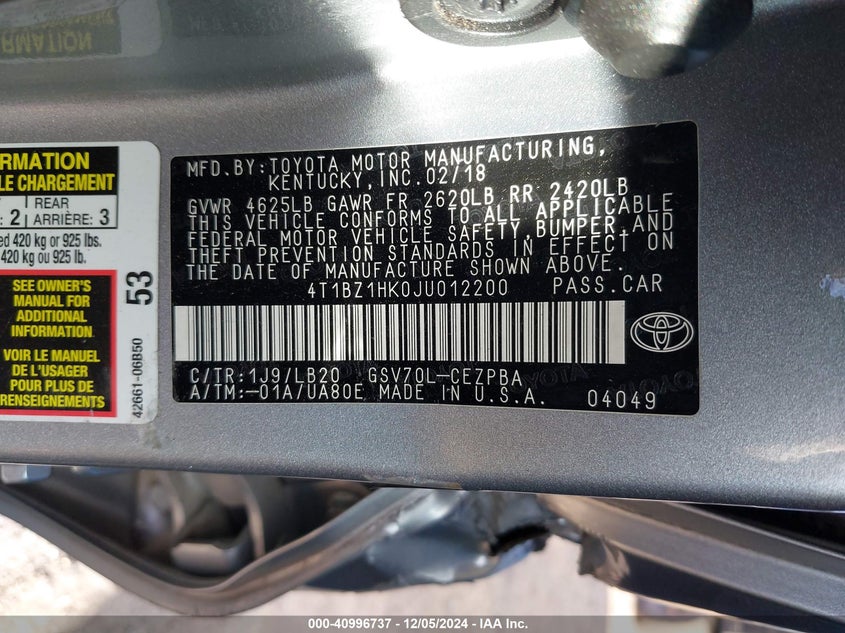 RMATION
ORMATION
LE CHARGEMENT
: 2 | REAR
ARRIÈRE: 3
ed 420 kg or 925 lbs.
420 kg ou 925 lb.
SEE OWNER'S
MANUAL FOR
ADDITIONAL
INFORMATION.
VOIR LE MANUEL
DE L'USAGER
POUR PLUS DE
RENSEIGNEMENTS.
53
42661-06B50
MFD.BY:TOYOTA MOTOR MANUFACTURING,
KENTUCKY,INC.02/18
GVWR 4625LB GAWR FR 2620LB RR 2420LB
THIS VEHICLE CONFORMS TO ALL APPLICABLE
FEDERAL MOTOR VEHICLE SAFETY,BUMPER,AND
THEFT PREVENTION STANDARDS IN EFFECT ON
THE DATE OF MANUFACTURE SHOWN ABOVE.
4T1BZ1HK0JU012200 PASS.CAR
C/TR:1J9/LB20 GSV70L-CEZPBA
A/TM:-01A/UA80E MADE IN U.S.A. 04049
000-40996737 - 12/05/2024 - IAA Inc.